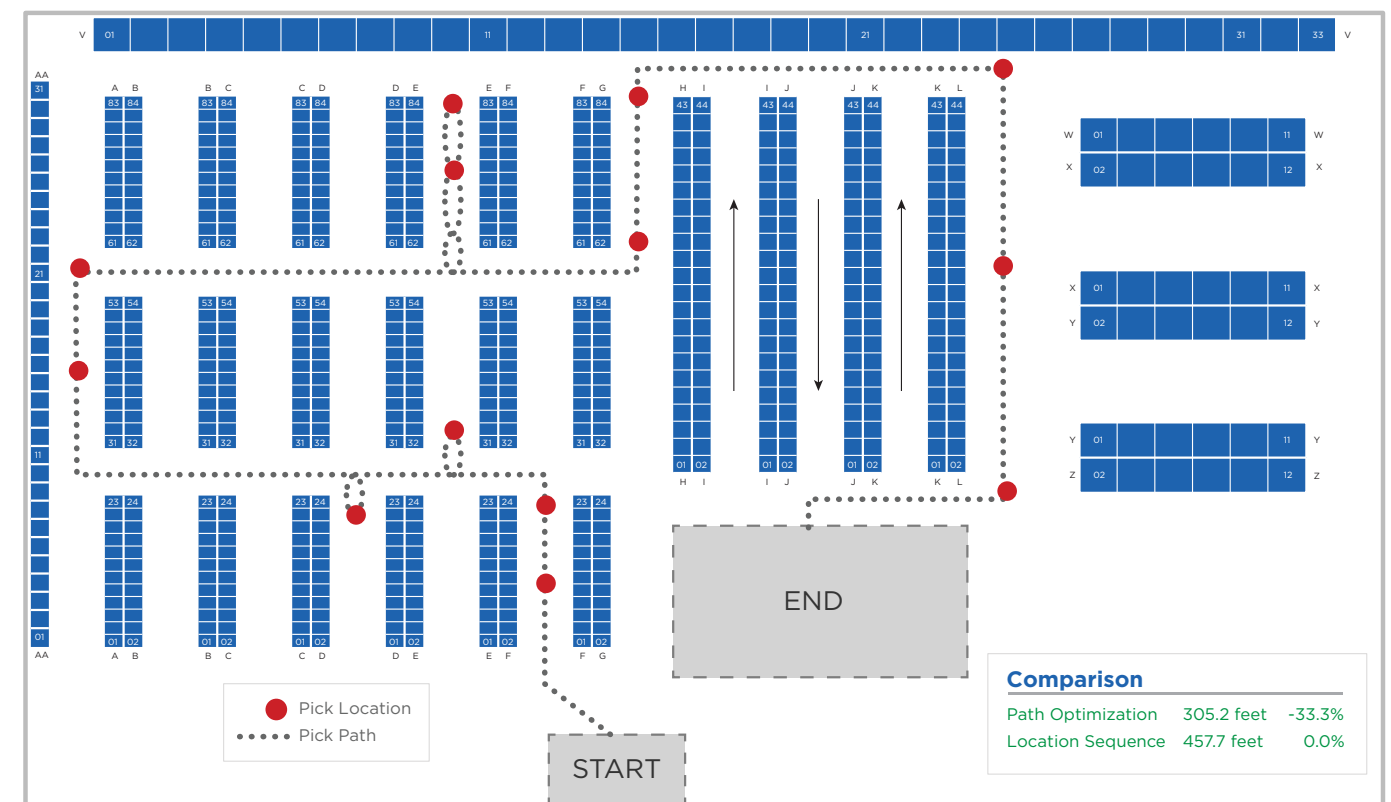 V 01 11 21 31 33 V
AA
31
21
11
01
AA
A B B C C D D E E F F G
83 84 83 84 83 84 83 84 83 84 83 84
61 62 61 62 61 62 61 62 61 62 61 62
53 54 53 54 53 54 53 54 53 54 53 54
31 32 31 32 31 32 31 32 31 32 31 32
23 24 23 24 23 24 23 24 23 24 23 24
01 02 01 02 01 02 01 02 01 02 01 02
A B B C C D D E E F F G
H I I J J K K L
43 44 43 44 43 44 43 44
01 02 01 02 01 02 01 02
H I I J J K K L
W 01 11 W
X 02 12 X
X 01 11 X
Y 02 12 Y
Y 01 11 Y
Z 02 12 Z
END
START
Pick Location
Pick Path
Comparison
Path Optimization 305.2 feet -33.3%
Location Sequence 457.7 feet 0.0%